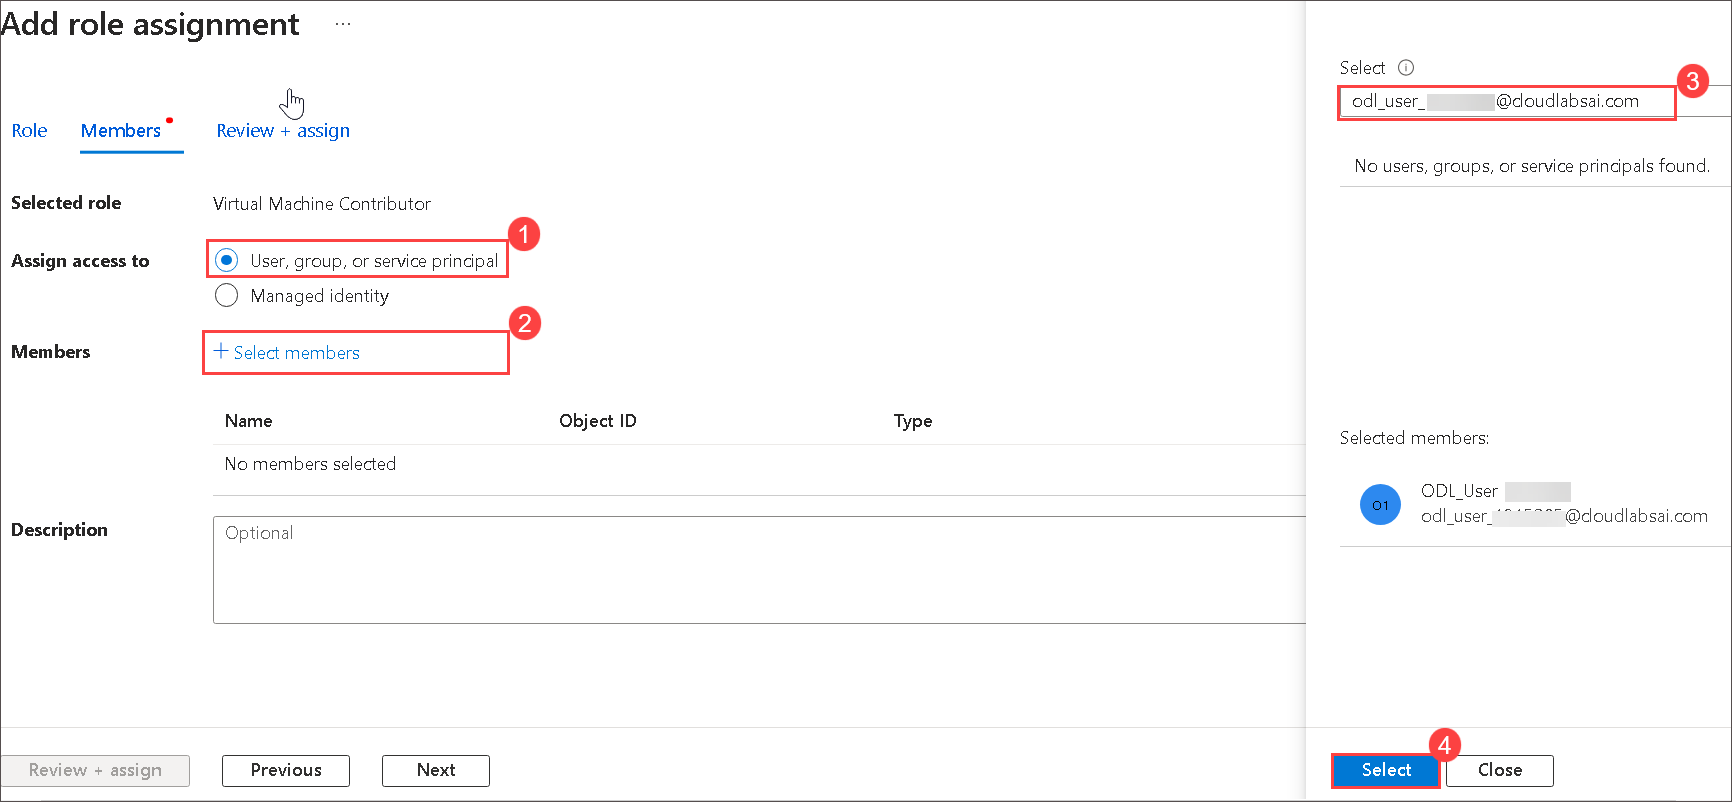 Add role assignment ...
Role
Members
Review + assign
Selected role
Virtual Machine Contributor
Assign access to
1
User, group, or service principal
Managed identity
2
Members
+ Select members
Name
Object ID
Type
No members selected
Description
Optional
Review + assign
Previous
Next
Select
3
odl_user_ @cloudlabsai.com
No users, groups, or service principals found.
Selected members:
O1
ODL_User
odl_user_ @cloudlabsai.com
4
Select
Close